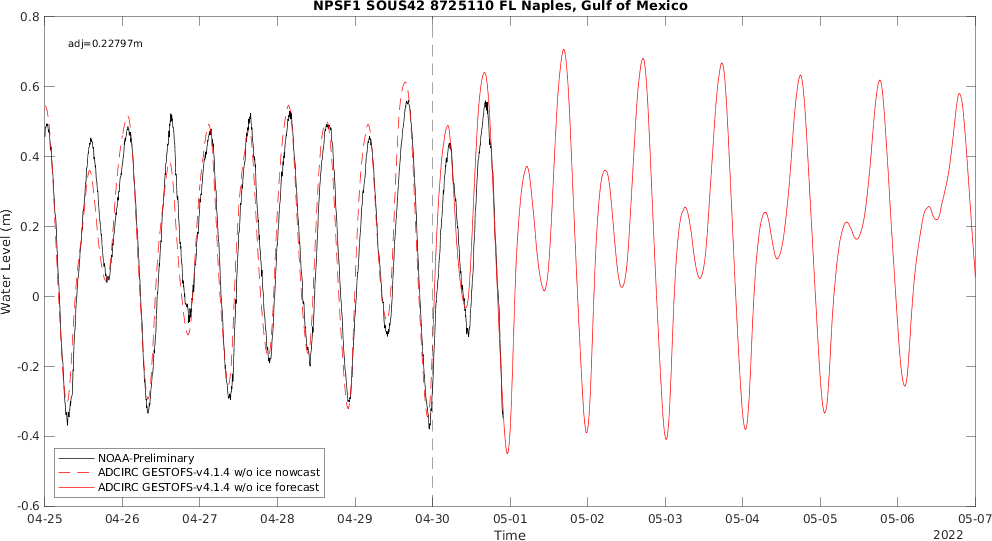 NPSF1 SOUS42 8725110 FL Naples, Gulf of Mexico
adj=0.22797m
0.8
0.6
0.4
0.2
0
-0.2
-0.4
-0.6
Water Level (m)
NOAA-Preliminary
ADCIRC GESTOFS-v4.1.4 w/o ice nowcast
ADCIRC GESTOFS-v4.1.4 w/o ice forecast
04-25 04-26 04-27 04-28 04-29 04-30 05-01 05-02 05-03 05-04 05-05 05-06 05-07
Time
2022